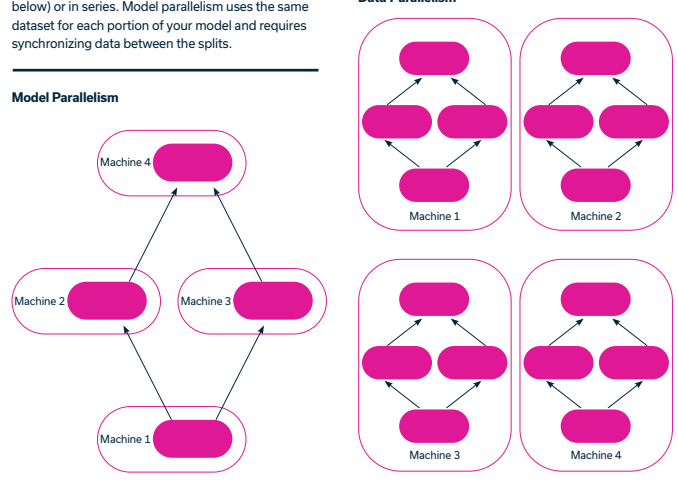 below) or in series. Model parallelism uses the same
dataset for each portion of your model and requires
synchronizing data between the splits.
Model Parallelism
Machine 4
Machine 2
Machine 3
Machine 1
Data Parallelism
Machine 1
Machine 2
Machine 3
Machine 4